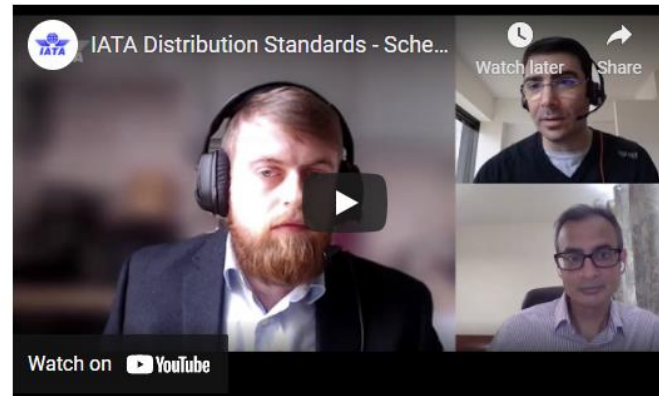 IATA
IATA Distribution Standards - Sche...
Watch later
Share
Watch on YouTube